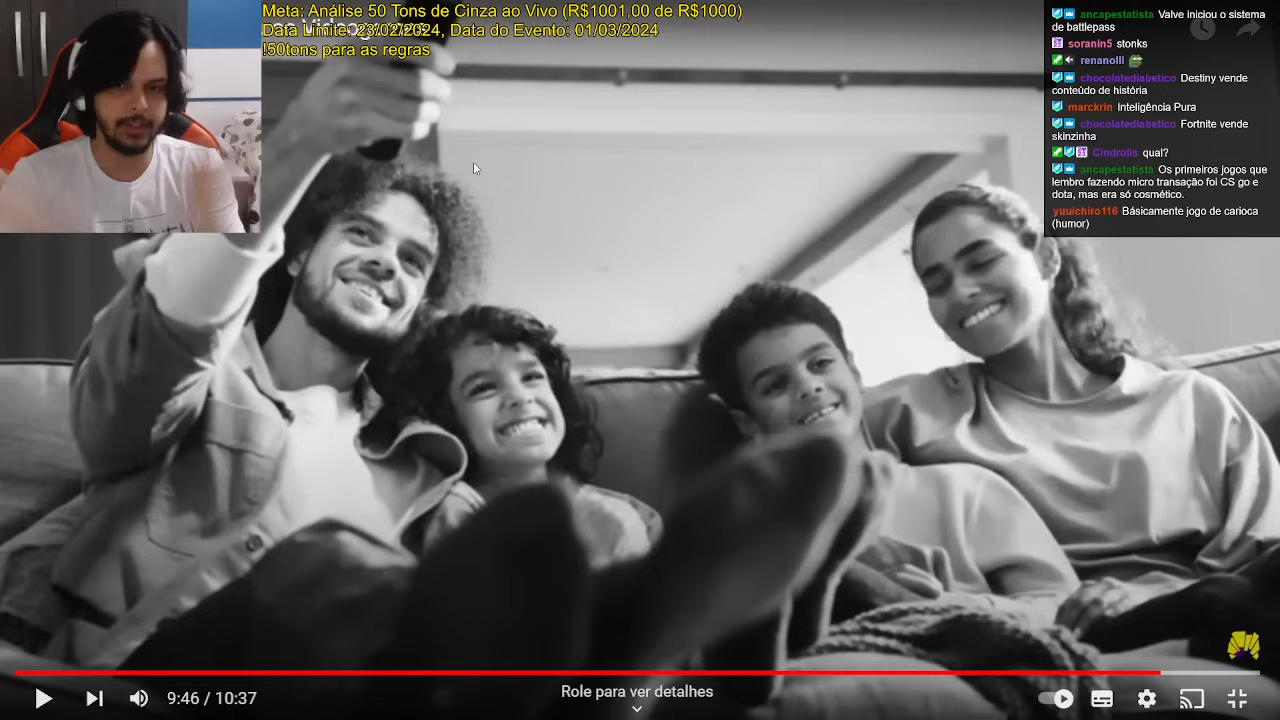 Meta: Análise 50 Tons de Cinza ao Vivo (R$1001,00 de R$1000)
Data Limite: 23/02/2024, Data do Evento: 01/03/2024
!50tons para as regras
ancapestatista Valve iniciou o sistema
de battlepass
soranin5 stonks
renanolll
chocolatediabetico Destiny vende
conteúdo de história
marckrin Inteligência Pura
chocolatediabetico Fortnite vende
skinzinha
Cindrolis qual?
ancapestatista Os primeiros jogos que
lembro fazendo micro transação foi CS go e
dota, mas era só cosmético.
yuuichiro116 Básicamente jogo de carioca
(humor)
9:46 / 10:37
Role para ver detalhes